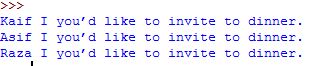 >>>
Kaif I you’d like to invite to dinner.
Asif I you’d like to invite to dinner.
Raza I you’d like to invite to dinner.